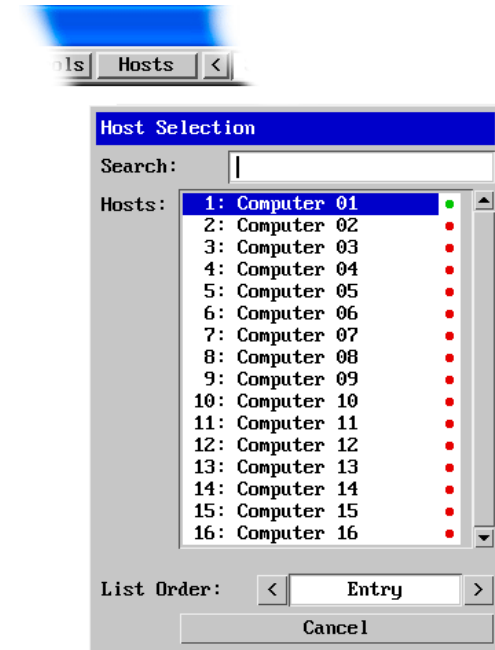 ols Hosts <
Host Selection
Search:
Hosts: 1: Computer 01
2: Computer 02
3: Computer 03
4: Computer 04
5: Computer 05
6: Computer 06
7: Computer 07
8: Computer 08
9: Computer 09
10: Computer 10
11: Computer 11
12: Computer 12
13: Computer 13
14: Computer 14
15: Computer 15
16: Computer 16
List Order: < Entry >
Cancel